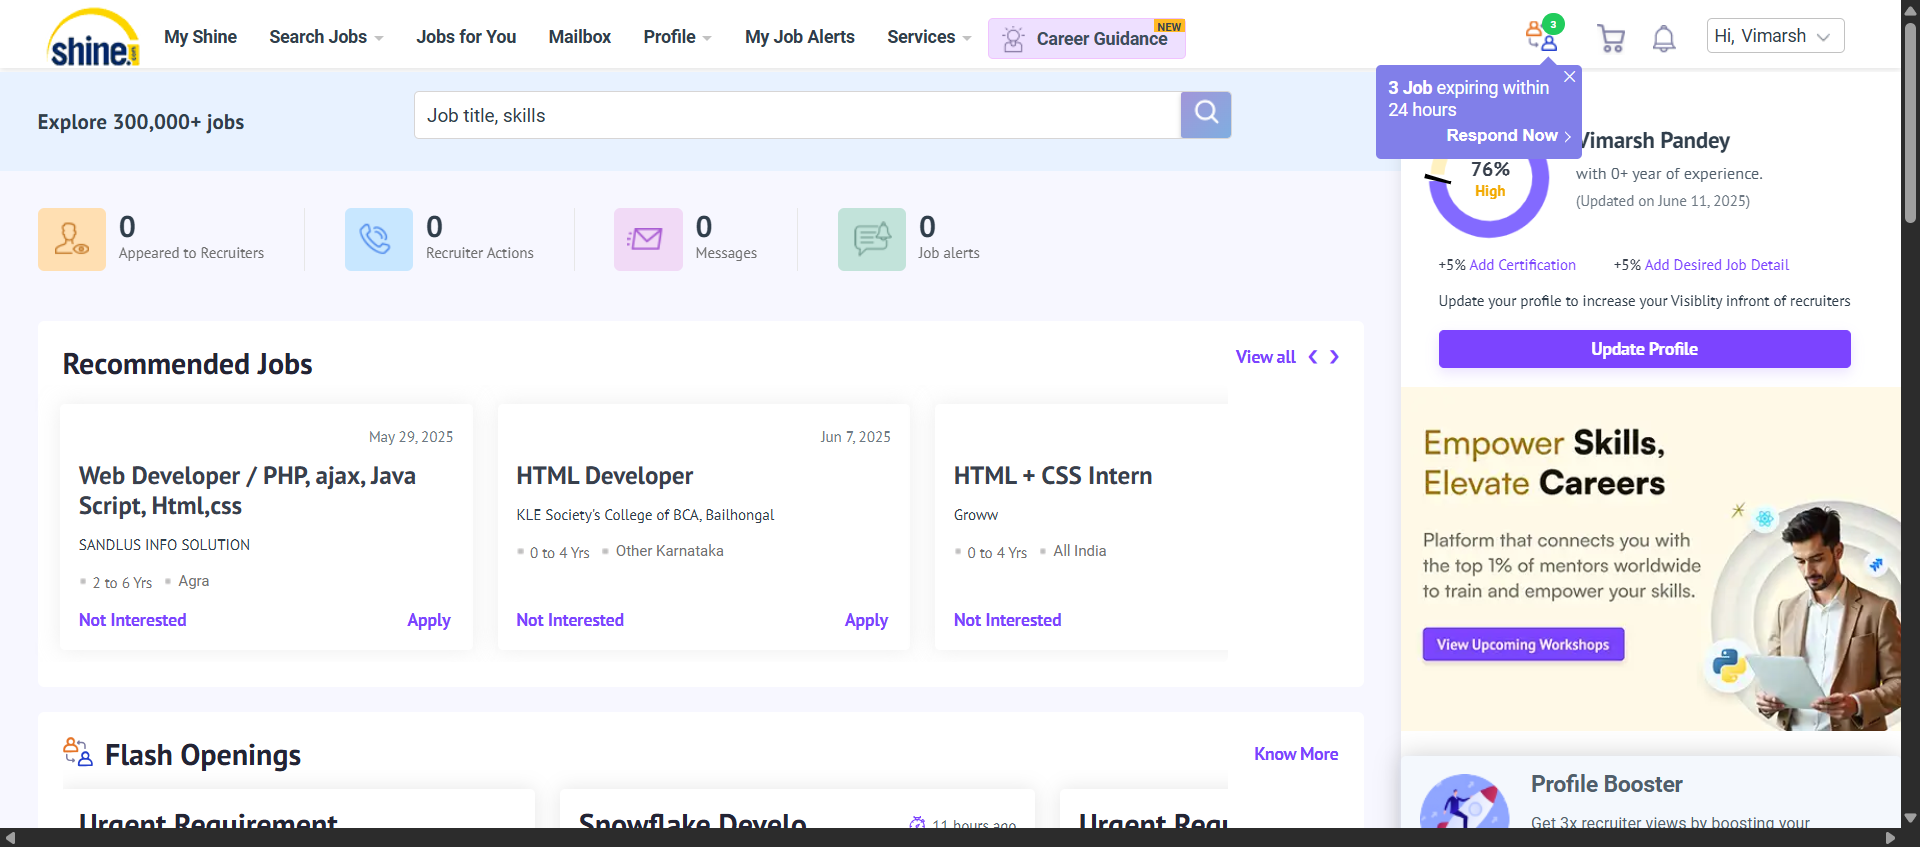 shine.com
My Shine
Search Jobs
Jobs for You
Mailbox
Profile
My Job Alerts
Services
Career Guidance
NEW
3
Hi, Vimarsh
3 Job expiring within
24 hours
Respond Now
Explore 300,000+ jobs
Job title, skills
0
Appeared to Recruiters
0
Recruiter Actions
0
Messages
0
Job alerts
Vimarsh Pandey
76%
High
with 0+ year of experience.
(Updated on June 11, 2025)
+5% Add Certification
+5% Add Desired Job Detail
Update your profile to increase your Visiblity infront of recruiters
Update Profile
Recommended Jobs
View all
May 29, 2025
Web Developer / PHP, ajax, Java
Script, Html,css
SANDLUS INFO SOLUTION
2 to 6 Yrs
Agra
Not Interested
Apply
Jun 7, 2025
HTML Developer
KLE Society's College of BCA, Bailhongal
0 to 4 Yrs
Other Karnataka
Not Interested
Apply
HTML + CSS Intern
Groww
0 to 4 Yrs
All India
Not Interested
Empower Skills,
Elevate Careers
Platform that connects you with
the top 1% of mentors worldwide
to train and empower your skills.
View Upcoming Workshops
Flash Openings
Know More
Urgent Requirement
Snowflake Develo
11 hours ago
Urgent Requ
Profile Booster
Get 3x recruiter views by boosting your